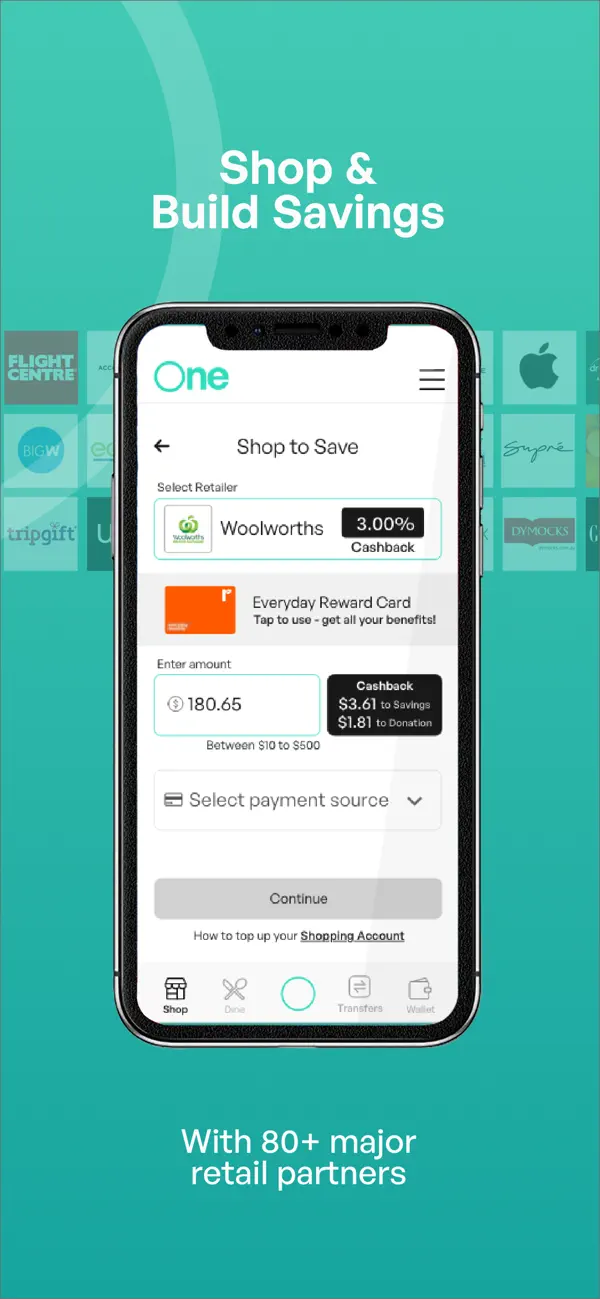 Shop &
Build Savings
FLIGHT
CENTRE
ACC
One
BIGW
Supré
tripgift
U
DYMOCKS
Shop to Save
Select Retailer
Woolworths
Woolworths
3.00%
Cashback
Everyday Reward Card
Tap to use - get all your benefits!
Enter amount
180.65
Cashback
$3.61 to Savings
$1.81 to Donation
Between $10 to $500
Select payment source
Continue
How to top up your Shopping Account
Shop
Dine
Transfers
Wallet
With 80+ major
retail partners